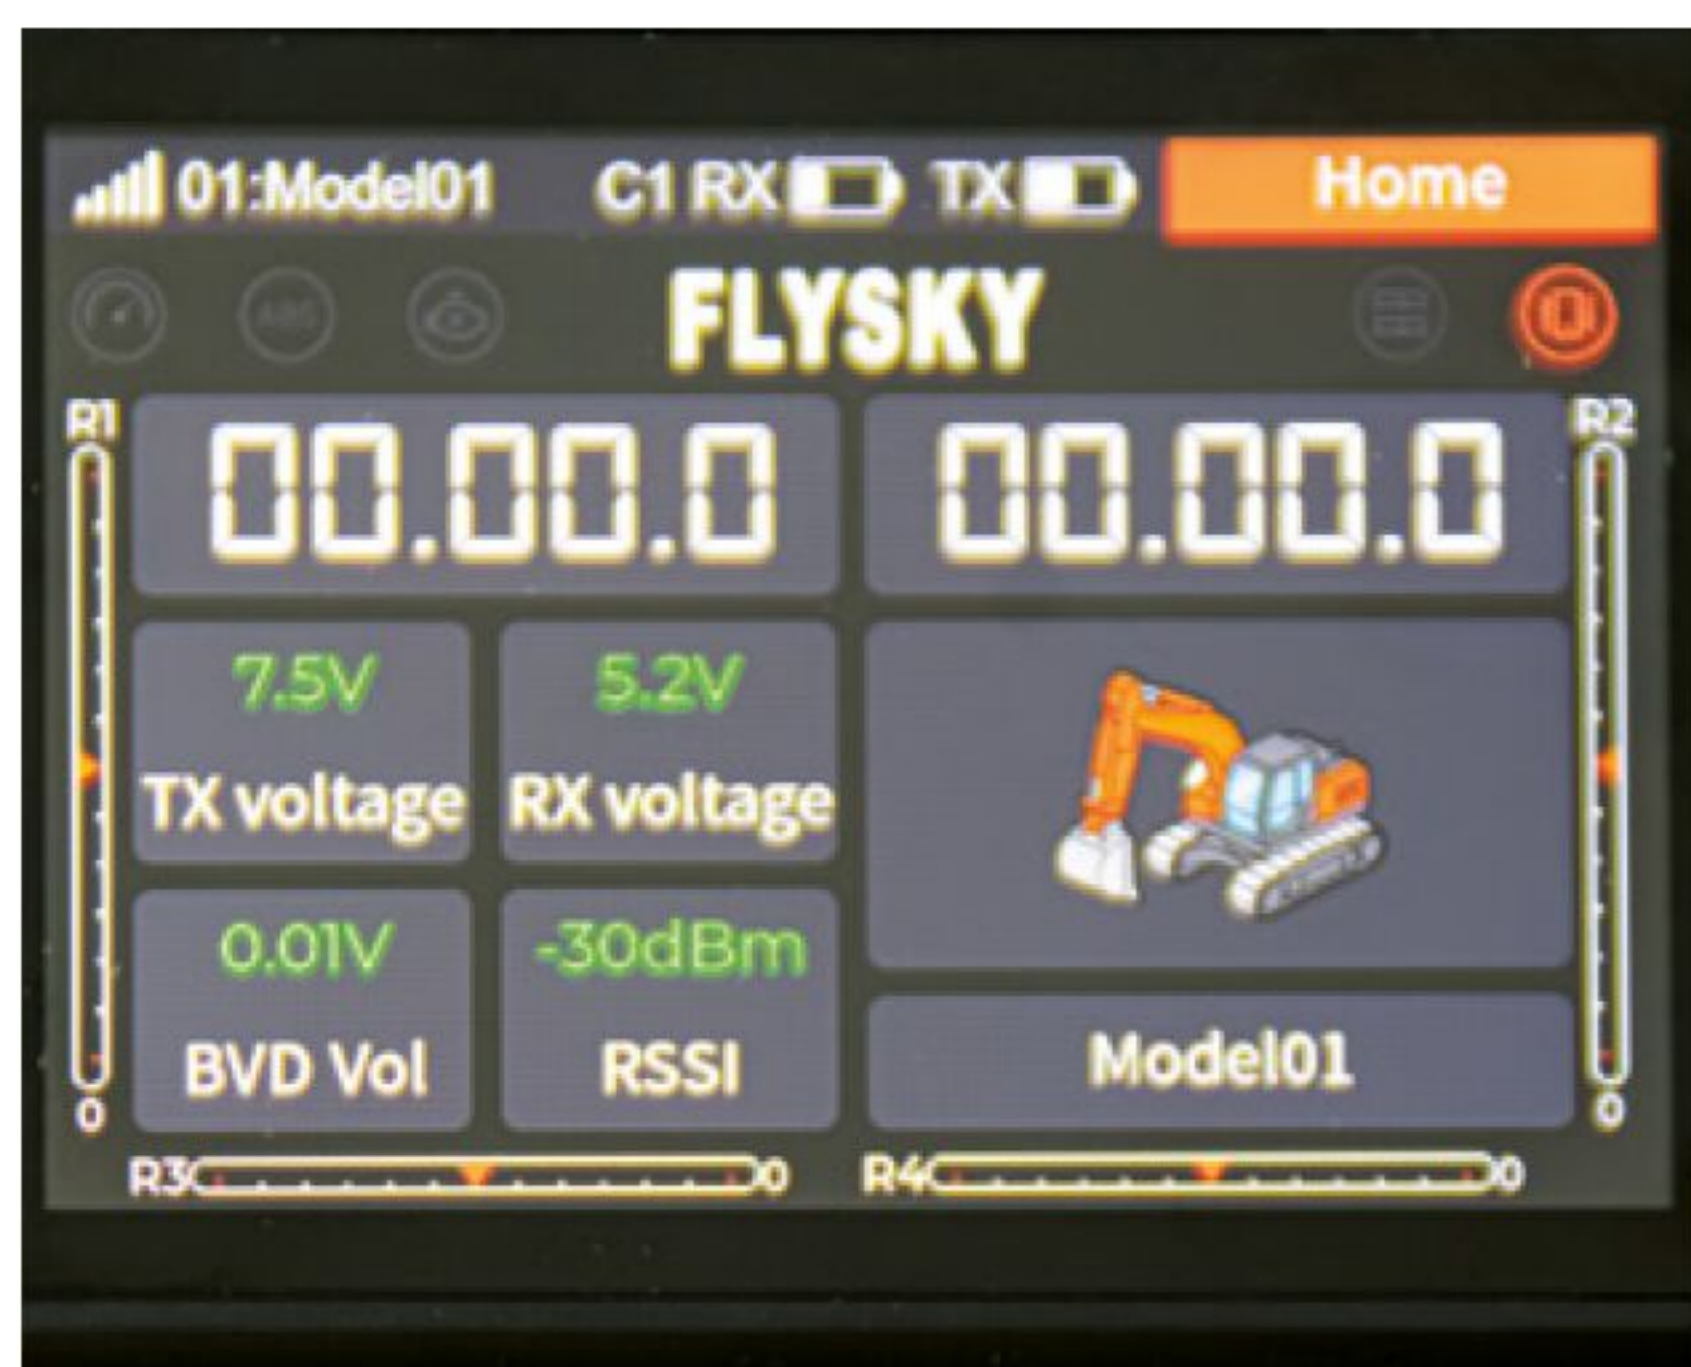 01:Model01 C1 RX TX Home
ABS FLYSKY
R1 00.00.0 00.00.0 R2
7.5V 5.2V
TX voltage RX voltage
0.01V -30dBm
BVD Vol RSSI Model01
0 0
R3 0 R4 0